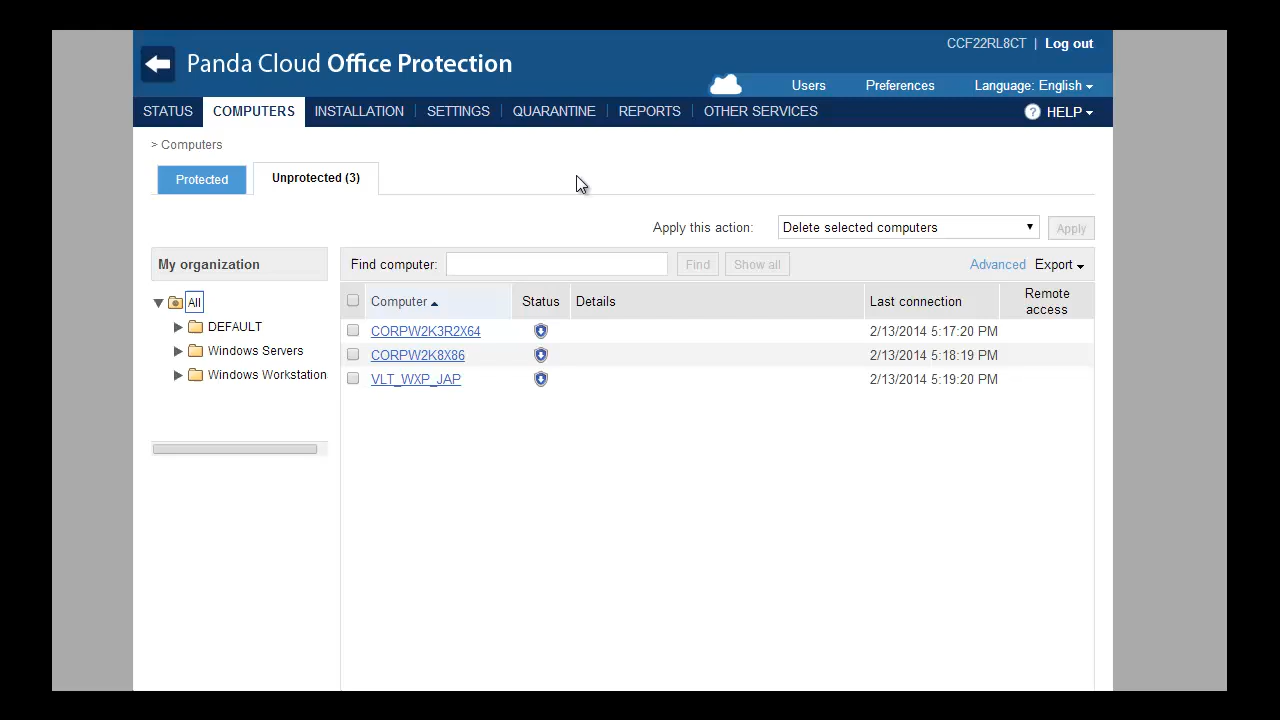 CCF22RL8CT | Log out
Panda Cloud Office Protection
Users Preferences Language: English
STATUS COMPUTERS INSTALLATION SETTINGS QUARANTINE REPORTS OTHER SERVICES ? HELP
> Computers
Protected Unprotected (3)
Apply this action: Delete selected computers Apply
My organization Find computer: Find Show all Advanced Export
Computer Status Details Last connection Remote access
All
DEFAULT
Windows Servers
Windows Workstation
CORPW2K3R2X64 2/13/2014 5:17:20 PM
CORPW2K8X86 2/13/2014 5:18:19 PM
VLT_WXP_JAP 2/13/2014 5:19:20 PM